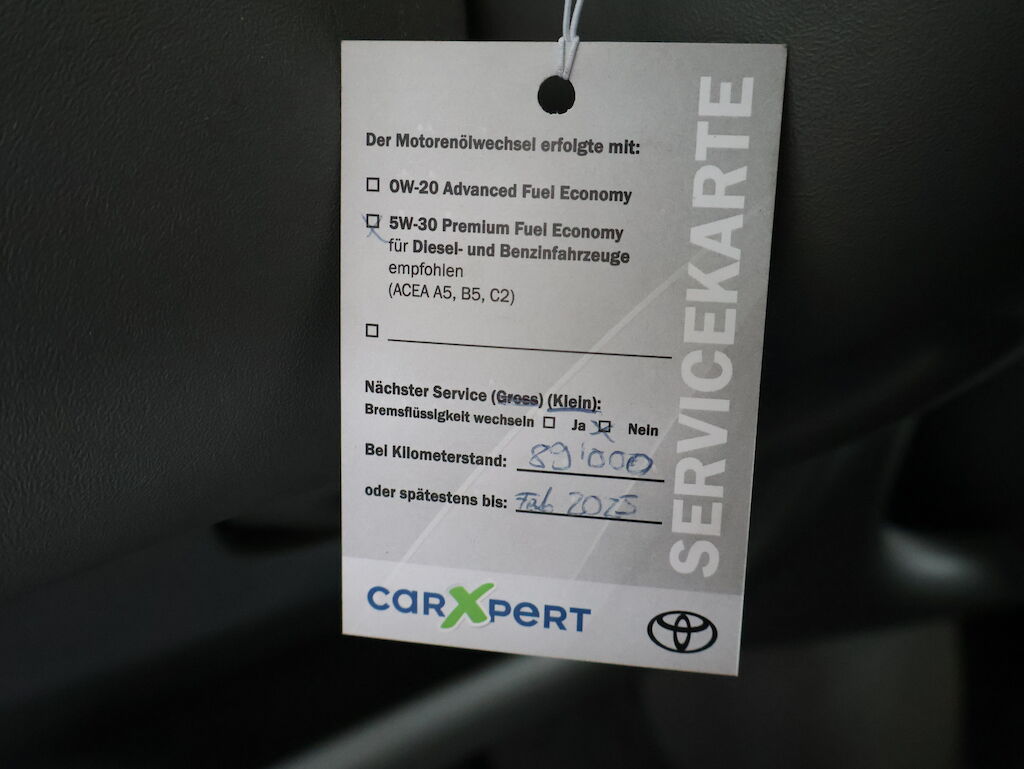 Der Motorenölwechsel erfolgte mit:
0W-20 Advanced Fuel Economy
5W-30 Premium Fuel Economy
für Diesel- und Benzinfahrzeuge
empfohlen
(ACEA A5, B5, C2)
Nächster Service (Gross) (Klein):
Bremsflüssigkeit wechseln Ja Nein
Bei Kilometerstand: 89'000
oder spätestens bis: Feb 2025
carXpert
SERVICEKARTE